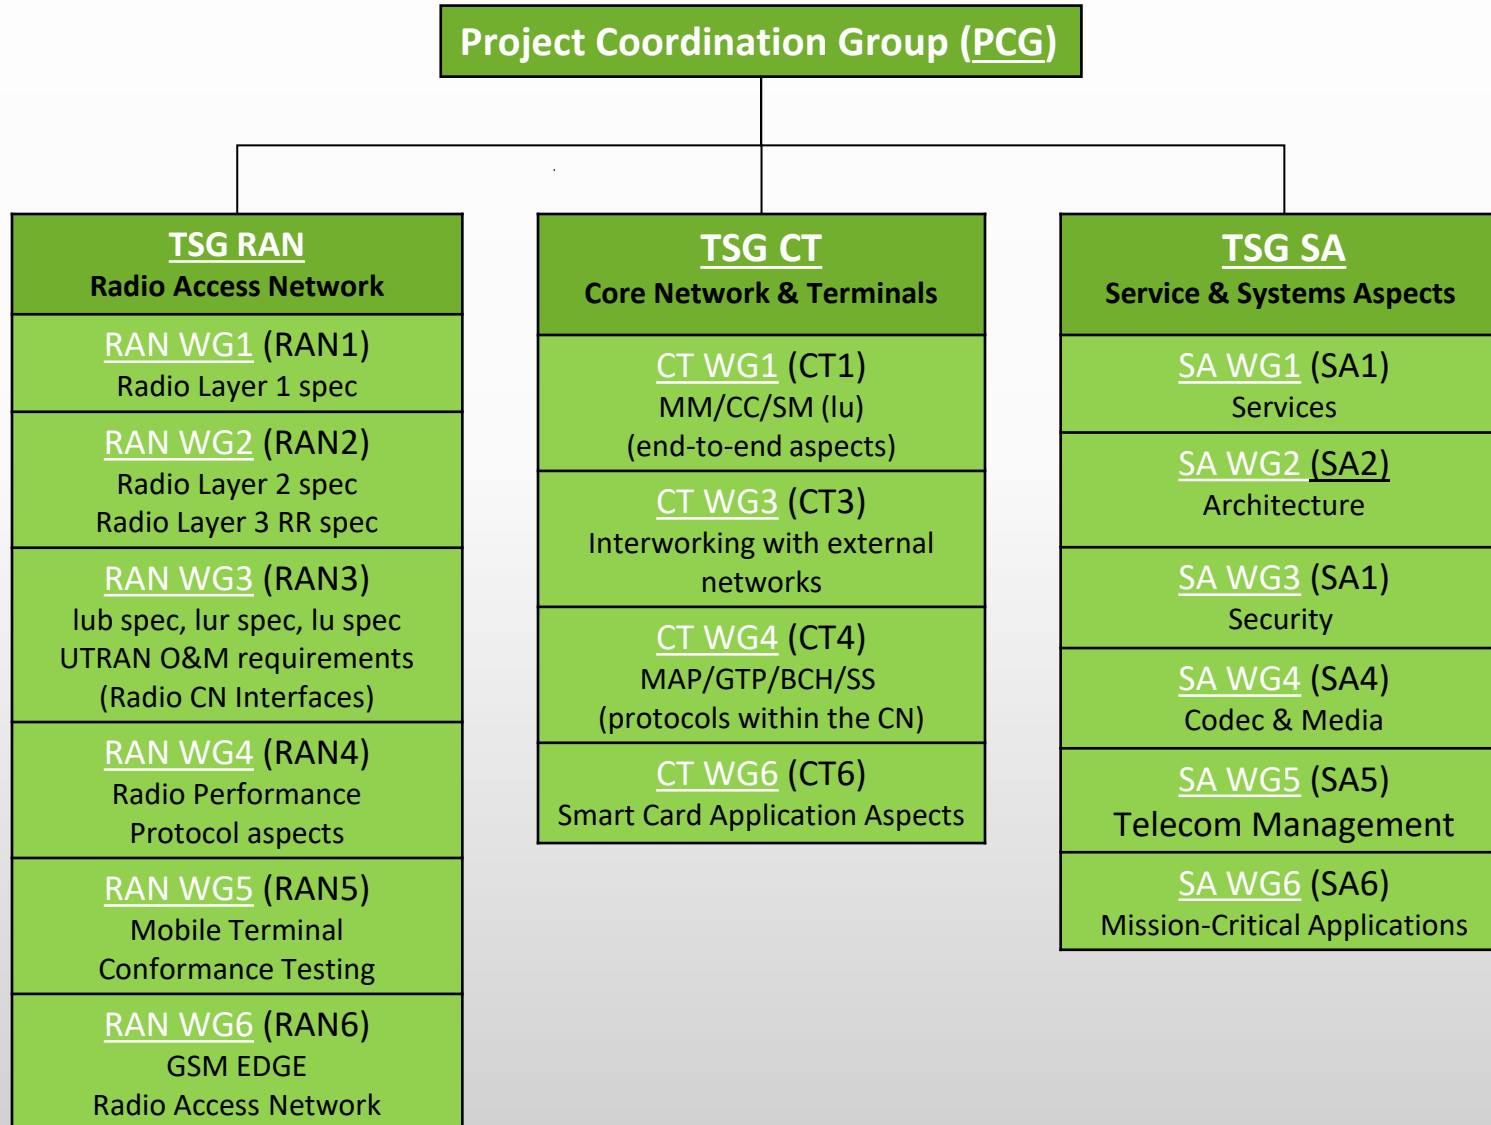 Project Coordination Group (PCG)
TSG RAN
Radio Access Network
RAN WG1 (RAN1)
Radio Layer 1 spec
RAN WG2 (RAN2)
Radio Layer 2 spec
Radio Layer 3 RR spec
RAN WG3 (RAN3)
lub spec, lur spec, lu spec
UTRAN O&M requirements
(Radio CN Interfaces)
RAN WG4 (RAN4)
Radio Performance
Protocol aspects
RAN WG5 (RAN5)
Mobile Terminal
Conformance Testing
RAN WG6 (RAN6)
GSM EDGE
Radio Access Network
TSG CT
Core Network & Terminals
CT WG1 (CT1)
MM/CC/SM (lu)
(end-to-end aspects)
CT WG3 (CT3)
Interworking with external
networks
CT WG4 (CT4)
MAP/GTP/BCH/SS
(protocols within the CN)
CT WG6 (CT6)
Smart Card Application Aspects
TSG SA
Service & Systems Aspects
SA WG1 (SA1)
Services
SA WG2 (SA2)
Architecture
SA WG3 (SA1)
Security
SA WG4 (SA4)
Codec & Media
SA WG5 (SA5)
Telecom Management
SA WG6 (SA6)
Mission-Critical Applications